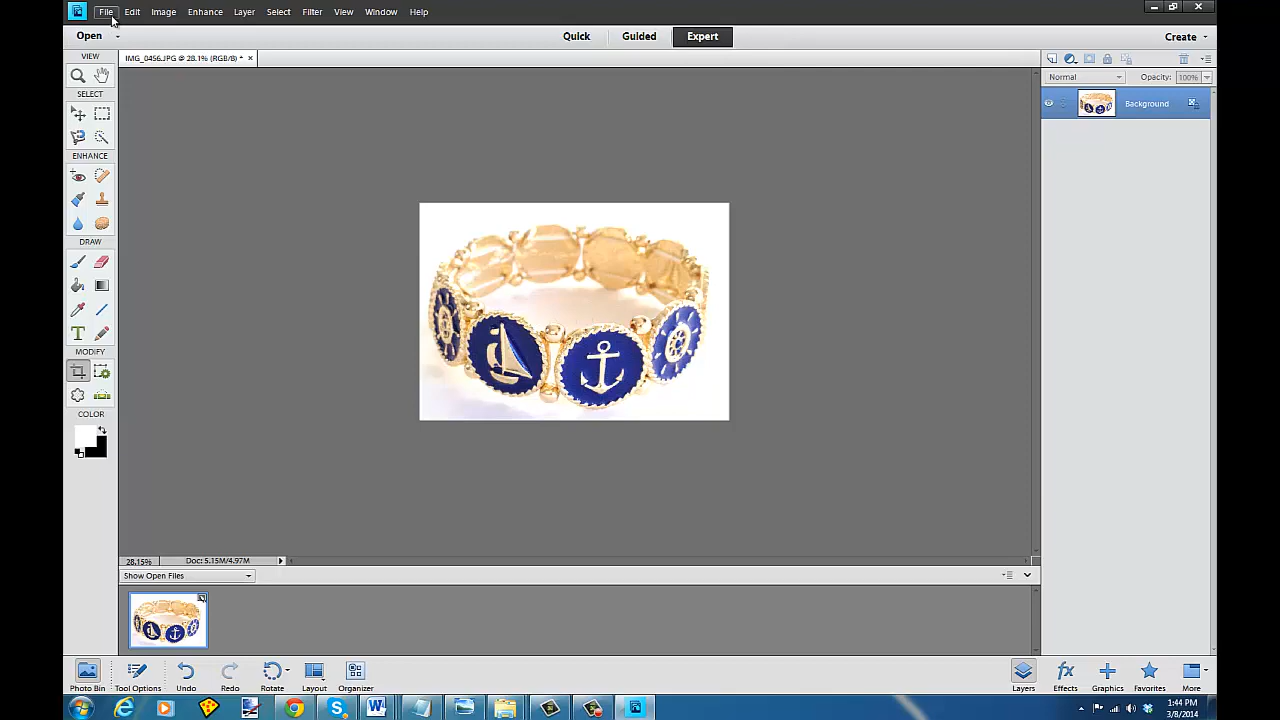 File Edit Image Enhance Layer Select Filter View Window Help
Open Quick Guided Expert Create
VIEW IMG_0456.JPG @ 28.1% (RGB/8) * ×
Normal Opacity: 100%
SELECT
Background
ENHANCE
DRAW
T
MODIFY
COLOR
28.15% Doc: 5.15M/4.97M
Show Open Files
Photo Bin Tool Options Undo Redo Rotate Layout Organizer Layers Effects Graphics Favorites More
1:44 PM
3/8/2014